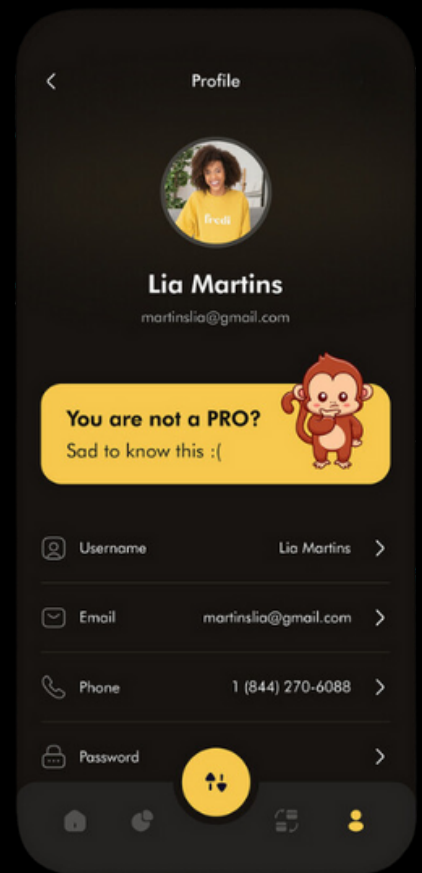 Profile
fredi
Lia Martins
martinslia@gmail.com
You are not a PRO?
Sad to know this :(
Username Lia Martins
Email martinslia@gmail.com
Phone 1 (844) 270-6088
Password